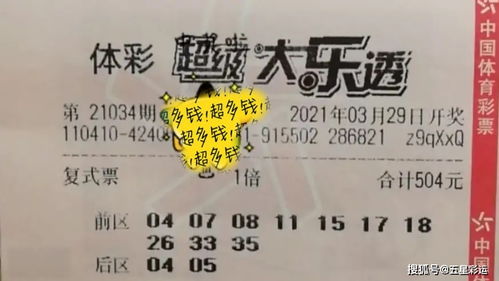 体彩 超级大乐透
第 21034期
2021年03月29日开奖
多钱!超多钱!
多钱!超多钱!
超多钱
110410-4240
1-915502 286821 z9qXxQ
复式票 1倍 合计504元
前区 04 07 08 11 15 17 18
26 33 35
后区 04 05
中国体育彩票
中国体
搜狐号@五星彩运